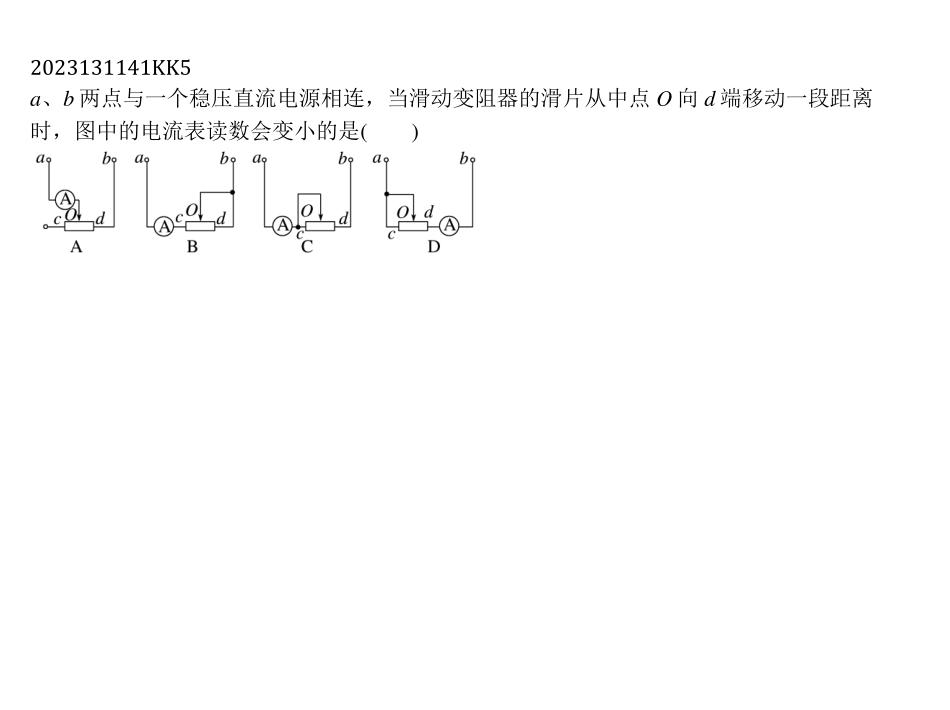 2023131141KK5
a、b 两点与一个稳压直流电源相连，当滑动变阻器的滑片从中点 O 向 d 端移动一段距离
时，图中的电流表读数会变小的是(　　)
a b a b a b a b
A
c O d A c O d A O d O d A
c c
A B C D